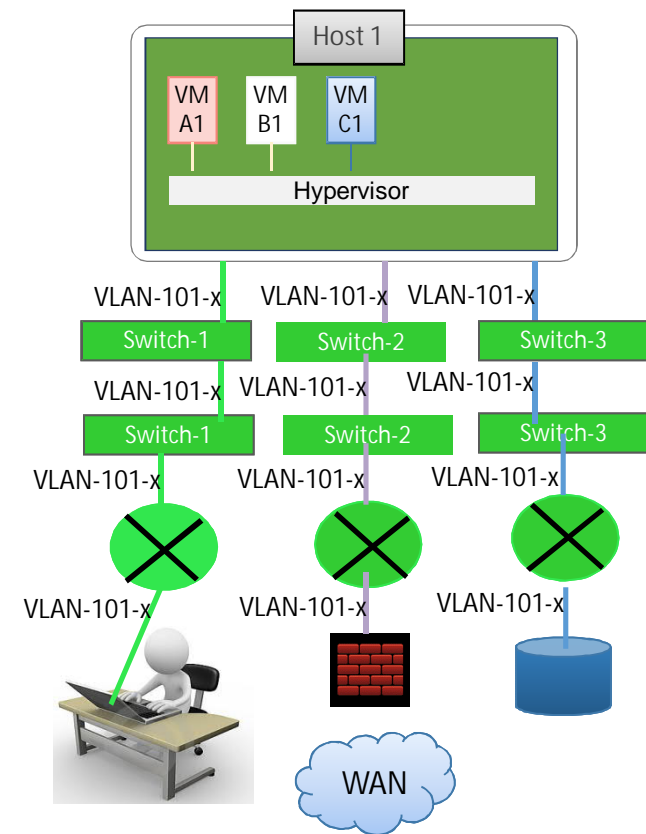 Host 1
VM
A1
VM
B1
VM
C1
Hypervisor
VLAN-101-x
VLAN-101-x
VLAN-101-x
Switch-1
Switch-2
Switch-3
VLAN-101-x
VLAN-101-x
VLAN-101-x
Switch-1
Switch-2
Switch-3
VLAN-101-x
VLAN-101-x
VLAN-101-x
VLAN-101-x
VLAN-101-x
VLAN-101-x
WAN